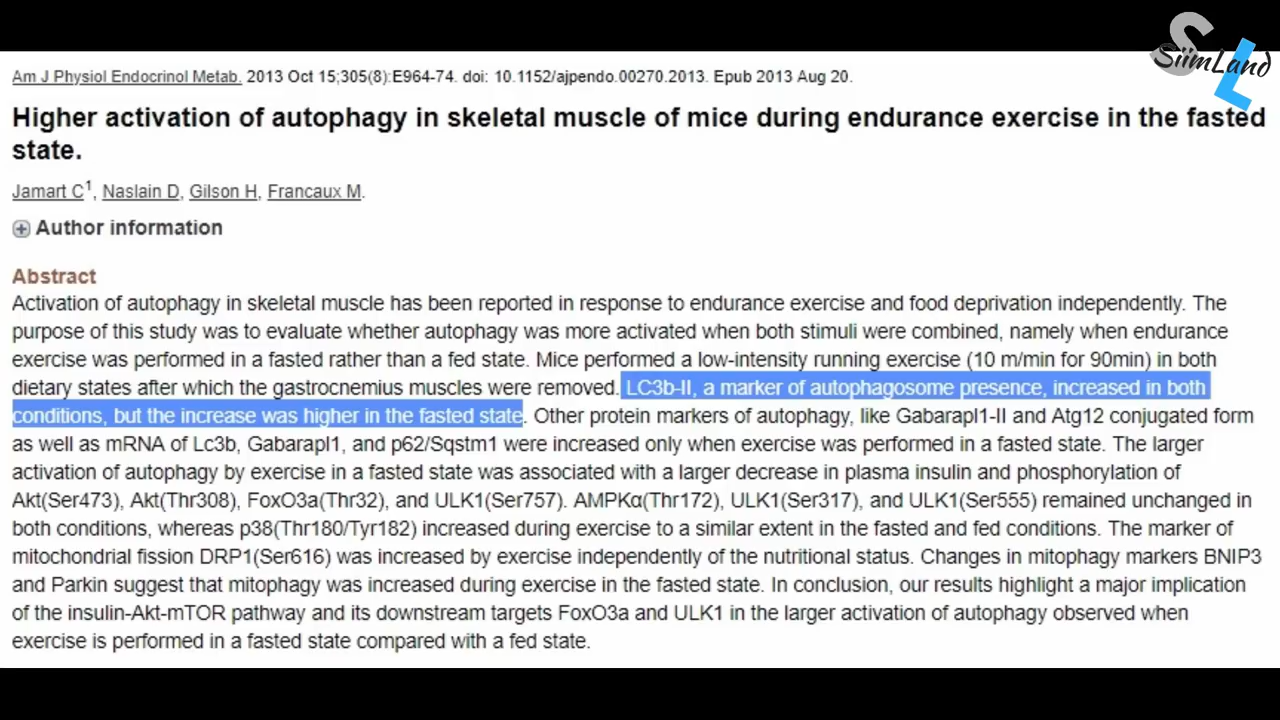 SiimLand
SL
Am J Physiol Endocrinol Metab. 2013 Oct 15;305(8):E964-74. doi: 10.1152/ajpendo.00270.2013. Epub 2013 Aug 20.
Higher activation of autophagy in skeletal muscle of mice during endurance exercise in the fasted
state.
Jamart C1, Naslain D, Gilson H, Francaux M.
Author information
Abstract
Activation of autophagy in skeletal muscle has been reported in response to endurance exercise and food deprivation independently. The
purpose of this study was to evaluate whether autophagy was more activated when both stimuli were combined, namely when endurance
exercise was performed in a fasted rather than a fed state. Mice performed a low-intensity running exercise (10 m/min for 90min) in both
dietary states after which the gastrocnemius muscles were removed. LC3b-II, a marker of autophagosome presence, increased in both
conditions, but the increase was higher in the fasted state. Other protein markers of autophagy, like Gabarapl1-II and Atg12 conjugated form
as well as mRNA of Lc3b, Gabarapl1, and p62/Sqstm1 were increased only when exercise was performed in a fasted state. The larger
activation of autophagy by exercise in a fasted state was associated with a larger decrease in plasma insulin and phosphorylation of
Akt(Ser473), Akt(Thr308), FoxO3a(Thr32), and ULK1(Ser757). AMPKα(Thr172), ULK1(Ser317), and ULK1(Ser555) remained unchanged in
both conditions, whereas p38(Thr180/Tyr182) increased during exercise to a similar extent in the fasted and fed conditions. The marker of
mitochondrial fission DRP1(Ser616) was increased by exercise independently of the nutritional status. Changes in mitophagy markers BNIP3
and Parkin suggest that mitophagy was increased during exercise in the fasted state. In conclusion, our results highlight a major implication
of the insulin-Akt-mTOR pathway and its downstream targets FoxO3a and ULK1 in the larger activation of autophagy observed when
exercise is performed in a fasted state compared with a fed state.